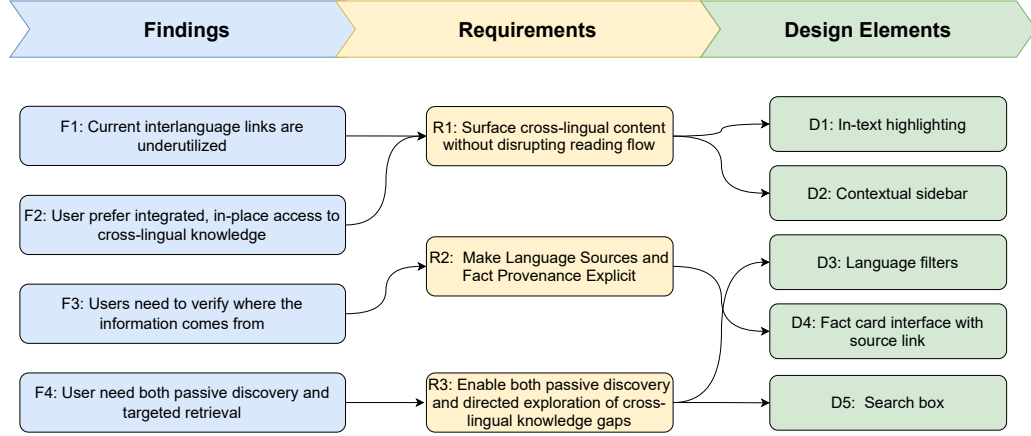 Findings
Requirements
Design Elements
F1: Current interlanguage links are
underutilized
F2: User prefer integrated, in-place access to
cross-lingual knowledge
F3: Users need to verify where the
information comes from
F4: User need both passive discovery and
targeted retrieval
R1: Surface cross-lingual content
without disrupting reading flow
R2: Make Language Sources and
Fact Provenance Explicit
R3: Enable both passive discovery
and directed exploration of cross-
lingual knowledge gaps
D1: In-text highlighting
D2: Contextual sidebar
D3: Language filters
D4: Fact card interface with
source link
D5: Search box